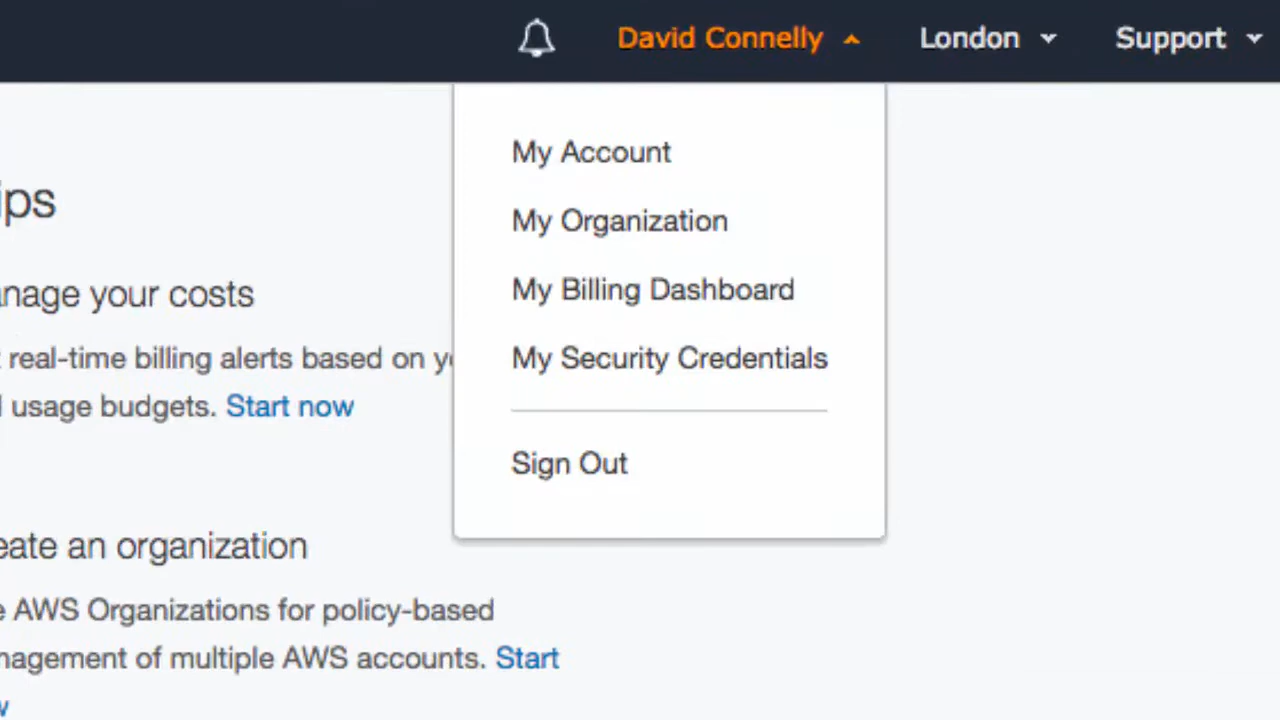 David Connelly
London
Support
My Account
My Organization
My Billing Dashboard
My Security Credentials
Sign Out
ips
nage your costs
real-time billing alerts based on
usage budgets. Start now
eate an organization
AWS Organizations for policy-based
nagement of multiple AWS accounts. Start